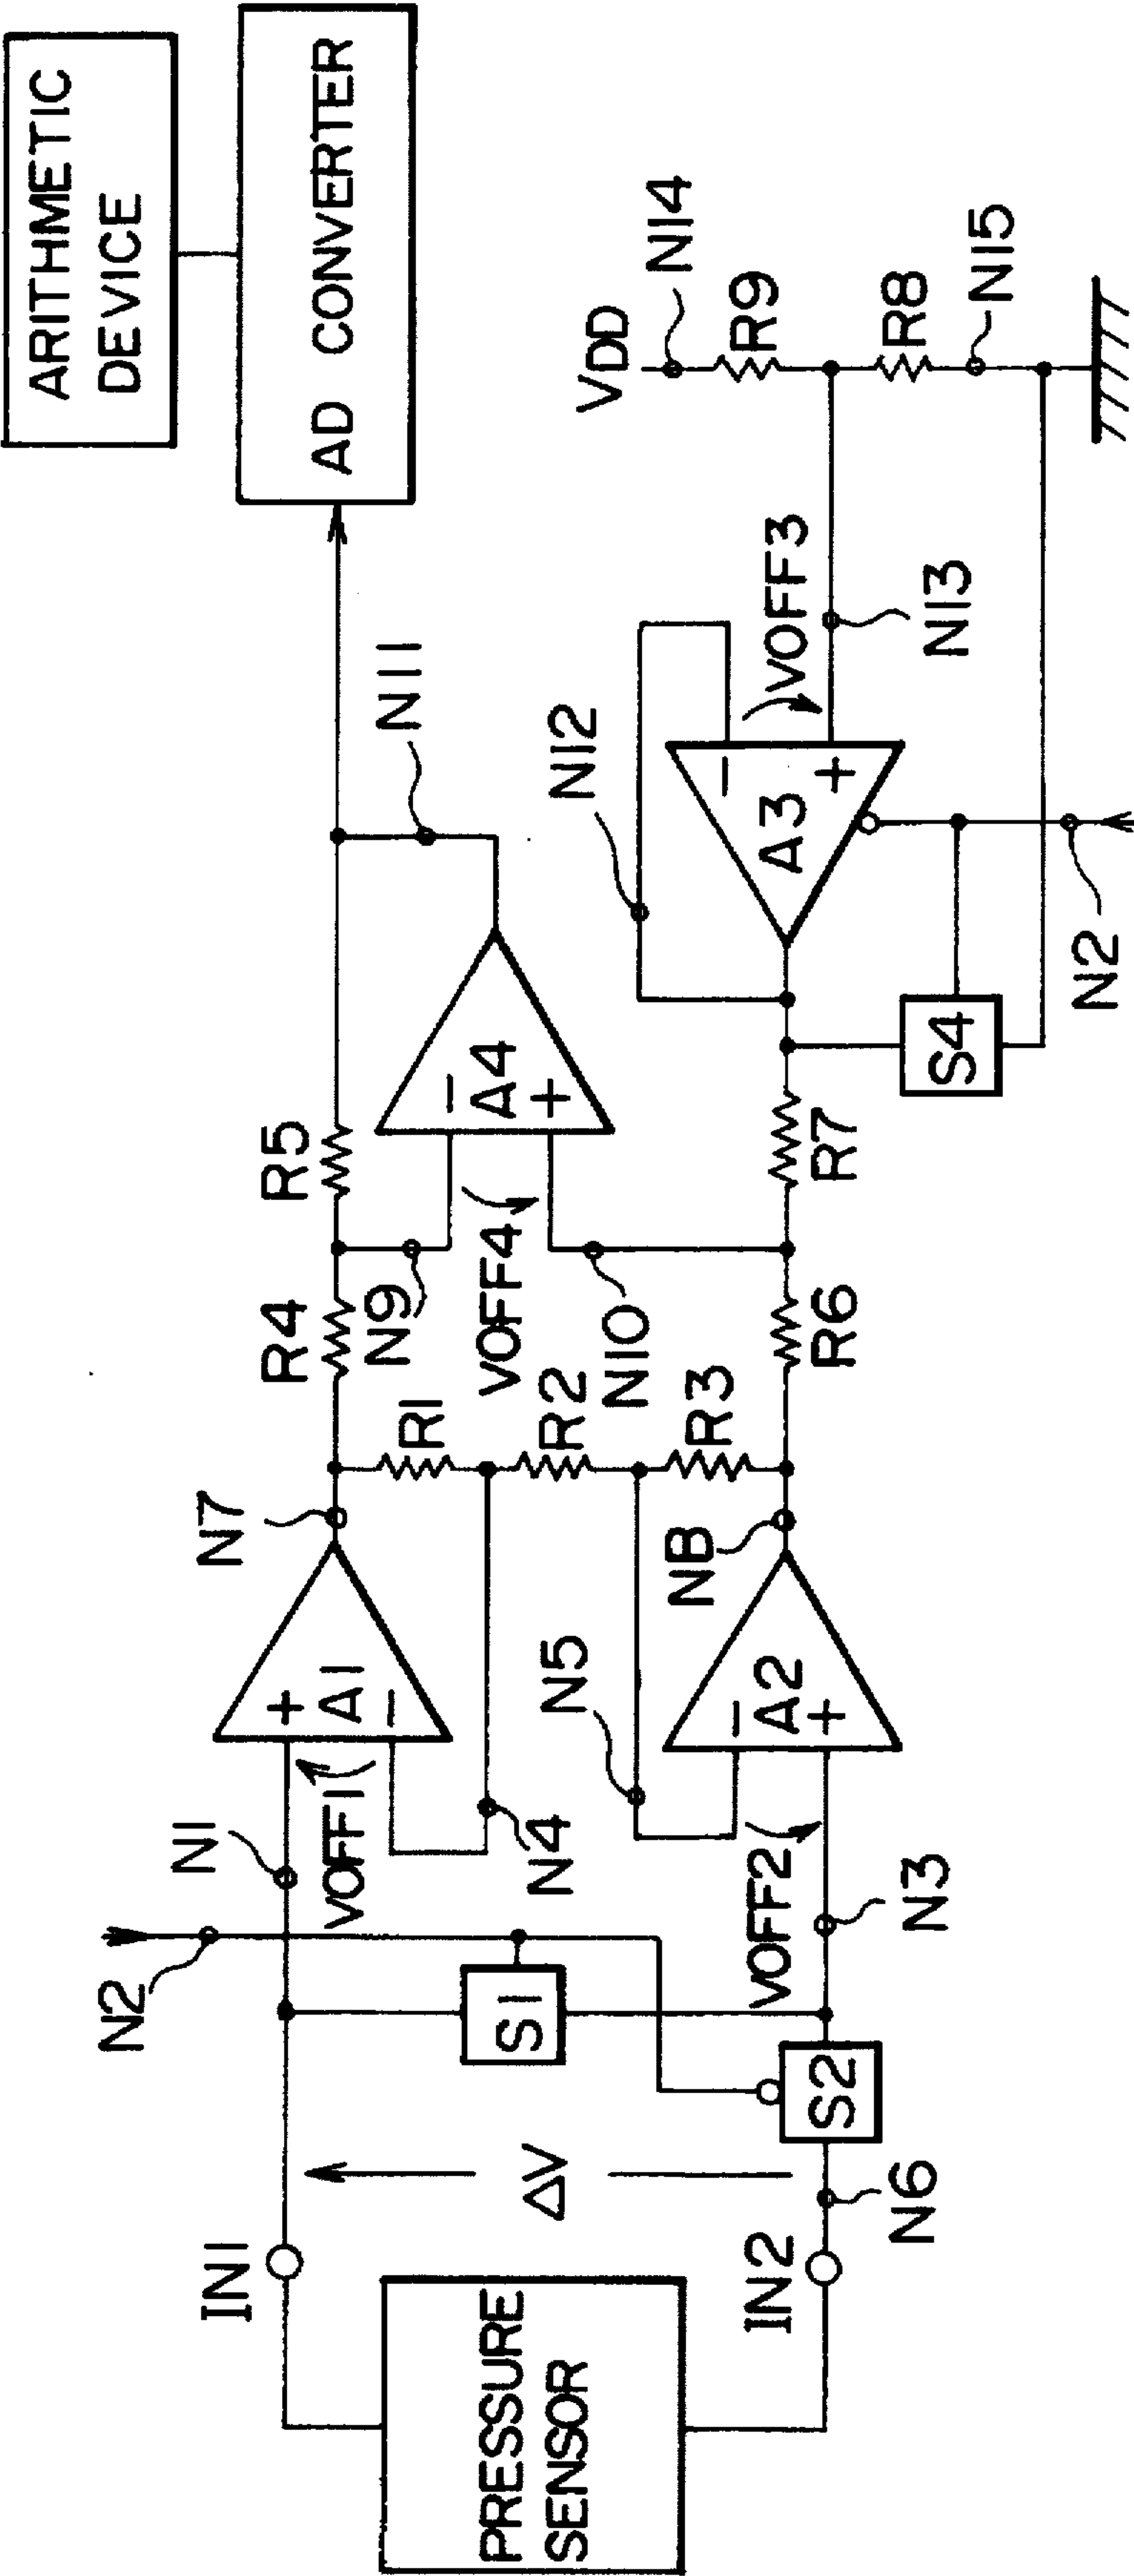 PRESSURE
SENSOR
IN1
IN2
ΔV
N6
N2
S1
S2
N1
N3
VOFF1
VOFF2
+
A1
−
−
A2
+
N4
N5
N7
NB
R1
R2
R3
R4
R5
R6
R7
N9
N10
VOFF4
−
A4
+
N11
N12
S4
N2
−
A3
+
VOFF3
N13
VDD
N14
R9
R8
N15
AD CONVERTER
ARITHMETIC
DEVICE